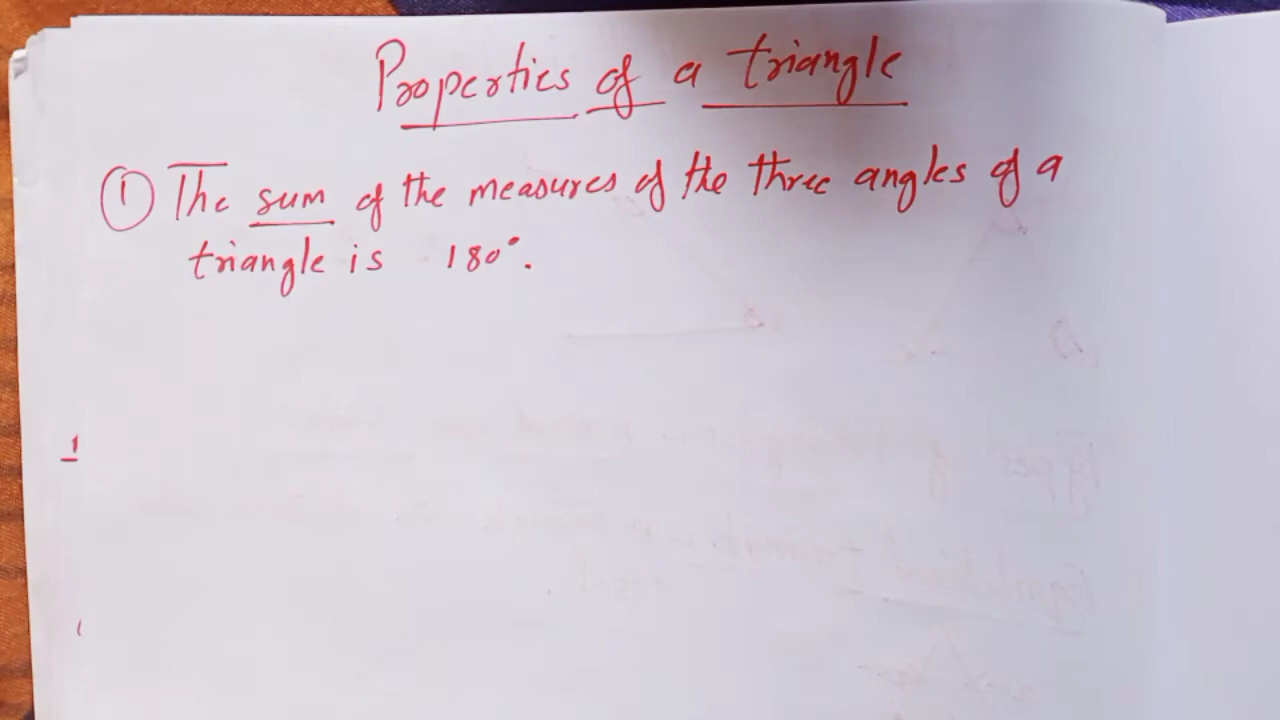 Properties of a triangle
① The sum of the measures of the three angles of a
triangle is 180°.